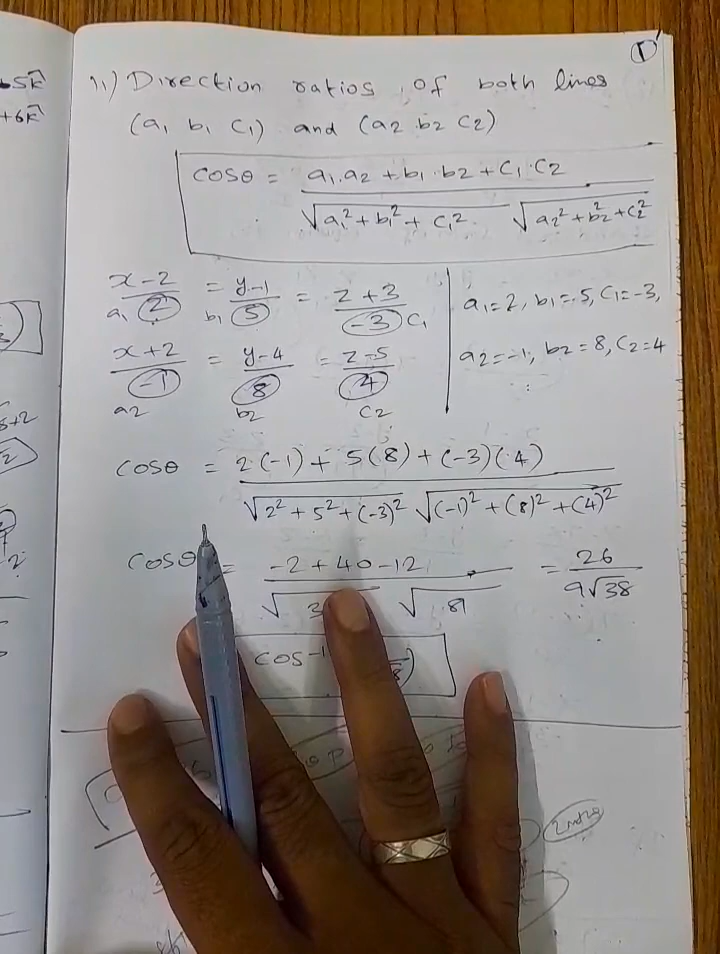 ①
11) Direction ratios of both lines
(a₁ b₁ c₁) and (a₂ b₂ c₂)
cosθ = a₁.a₂ + b₁.b₂ + c₁.c₂ / √a₁² + b₁² + c₁² √a₂² + b₂² + c₂²
x-2/2 = y-1/5 = z+3/-3
a₁ b₁ c₁
x+2/-1 = y-4/8 = z-5/4
a₂ b₂ c₂
a₁=2, b₁=5, c₁=-3,
a₂=-1, b₂=8, c₂=4
cosθ = 2(-1) + 5(8) + (-3)(4) / √2² + 5² + (-3)² √(-1)² + (8)² + (4)²
cosθ = -2+40-12 / √3 √81 = 26/9√38
cos⁻¹
-5k̂
+6k̂